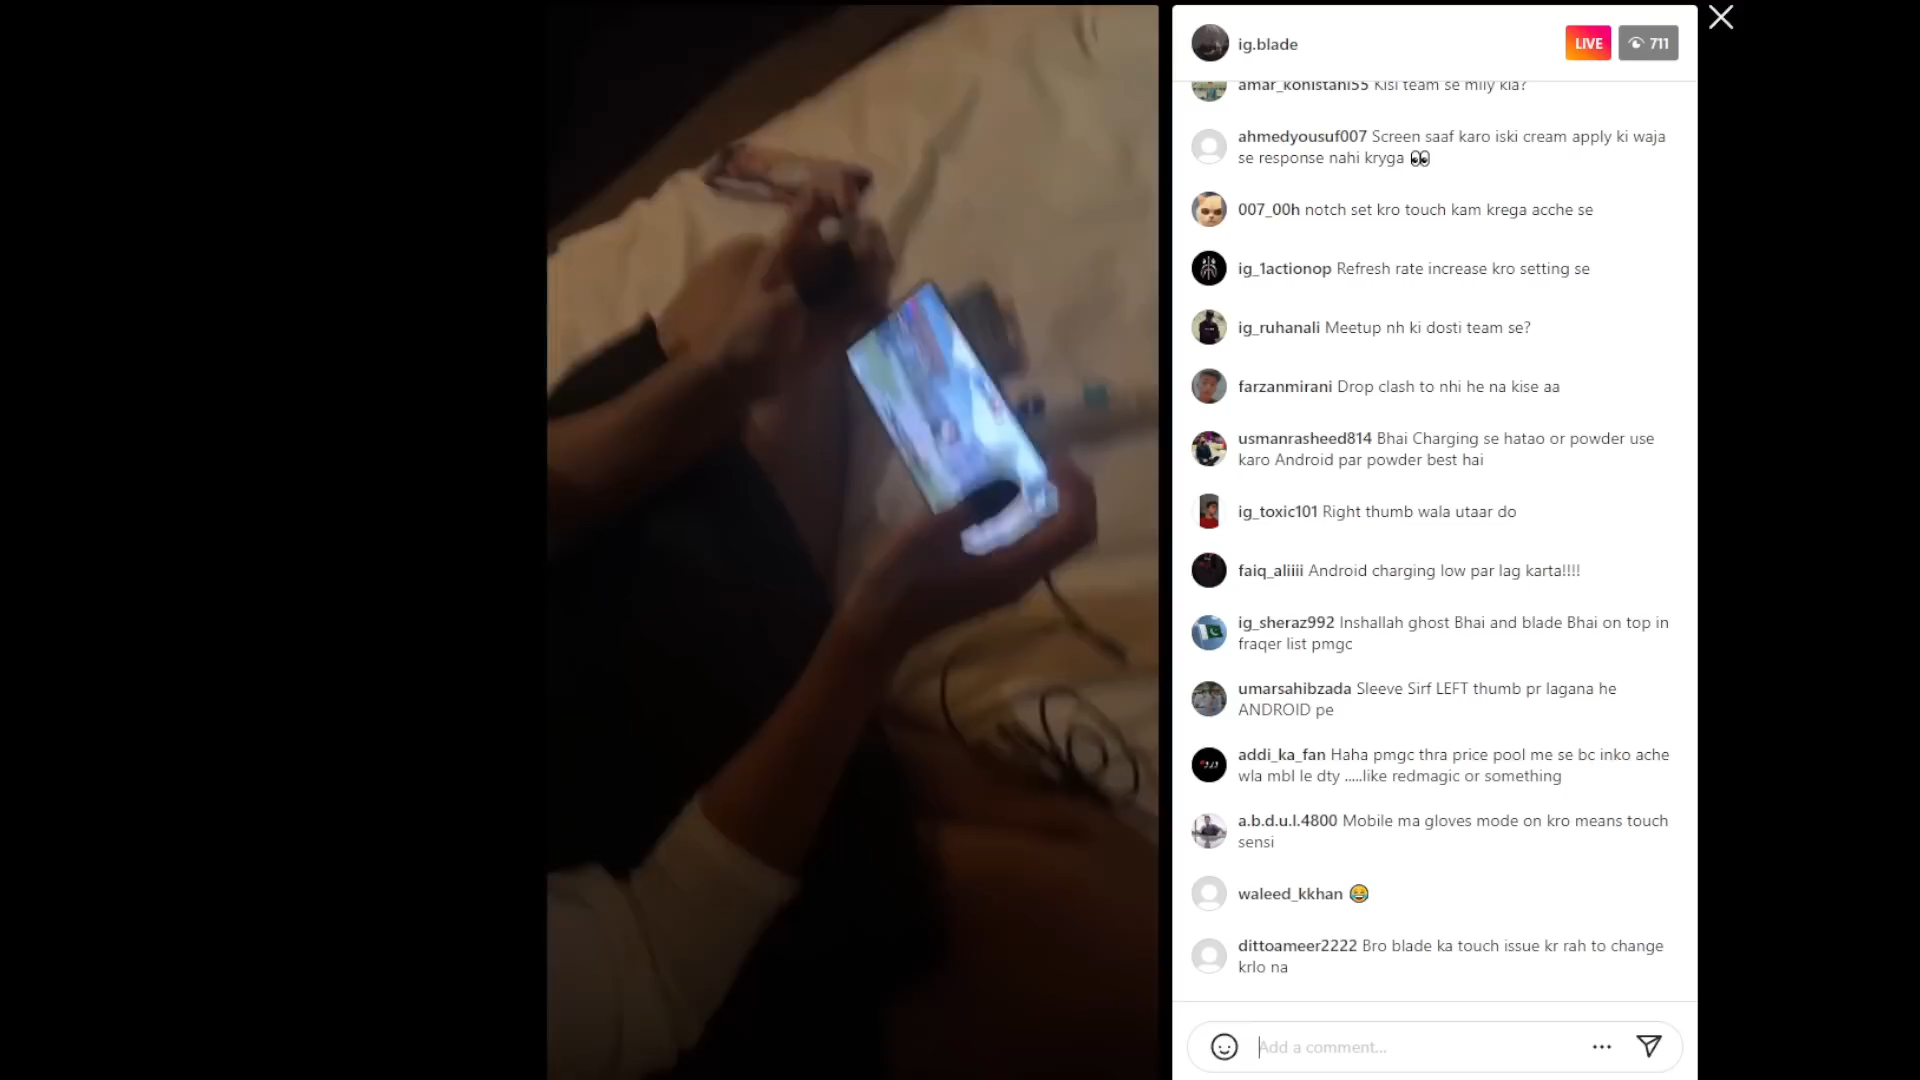 ig.blade
LIVE
711
amar_kohistani55 Kisi team se mily kia?
ahmedyousuf007 Screen saaf karo iski cream apply ki waja
se response nahi kryga 👀
007_00h notch set kro touch kam krega acche se
ig_1actionop Refresh rate increase kro setting se
ig_ruhanali Meetup nh ki dosti team se?
farzanmirani Drop clash to nhi he na kise aa
usmanrasheed814 Bhai Charging se hatao or powder use
karo Android par powder best hai
ig_toxic101 Right thumb wala utaar do
faiq_aliiii Android charging low par lag karta!!!!
ig_sheraz992 Inshallah ghost Bhai and blade Bhai on top in
fraqer list pmgc
umarsahibzada Sleeve Sirf LEFT thumb pr lagana he
ANDROID pe
addi_ka_fan Haha pmgc thra price pool me se bc inko ache
wla mbl le dty .....like redmagic or something
a.b.d.u.l.4800 Mobile ma gloves mode on kro means touch
sensi
waleed_kkhan 😂
dittoameer2222 Bro blade ka touch issue kr rah to change
krlo na
Add a comment...